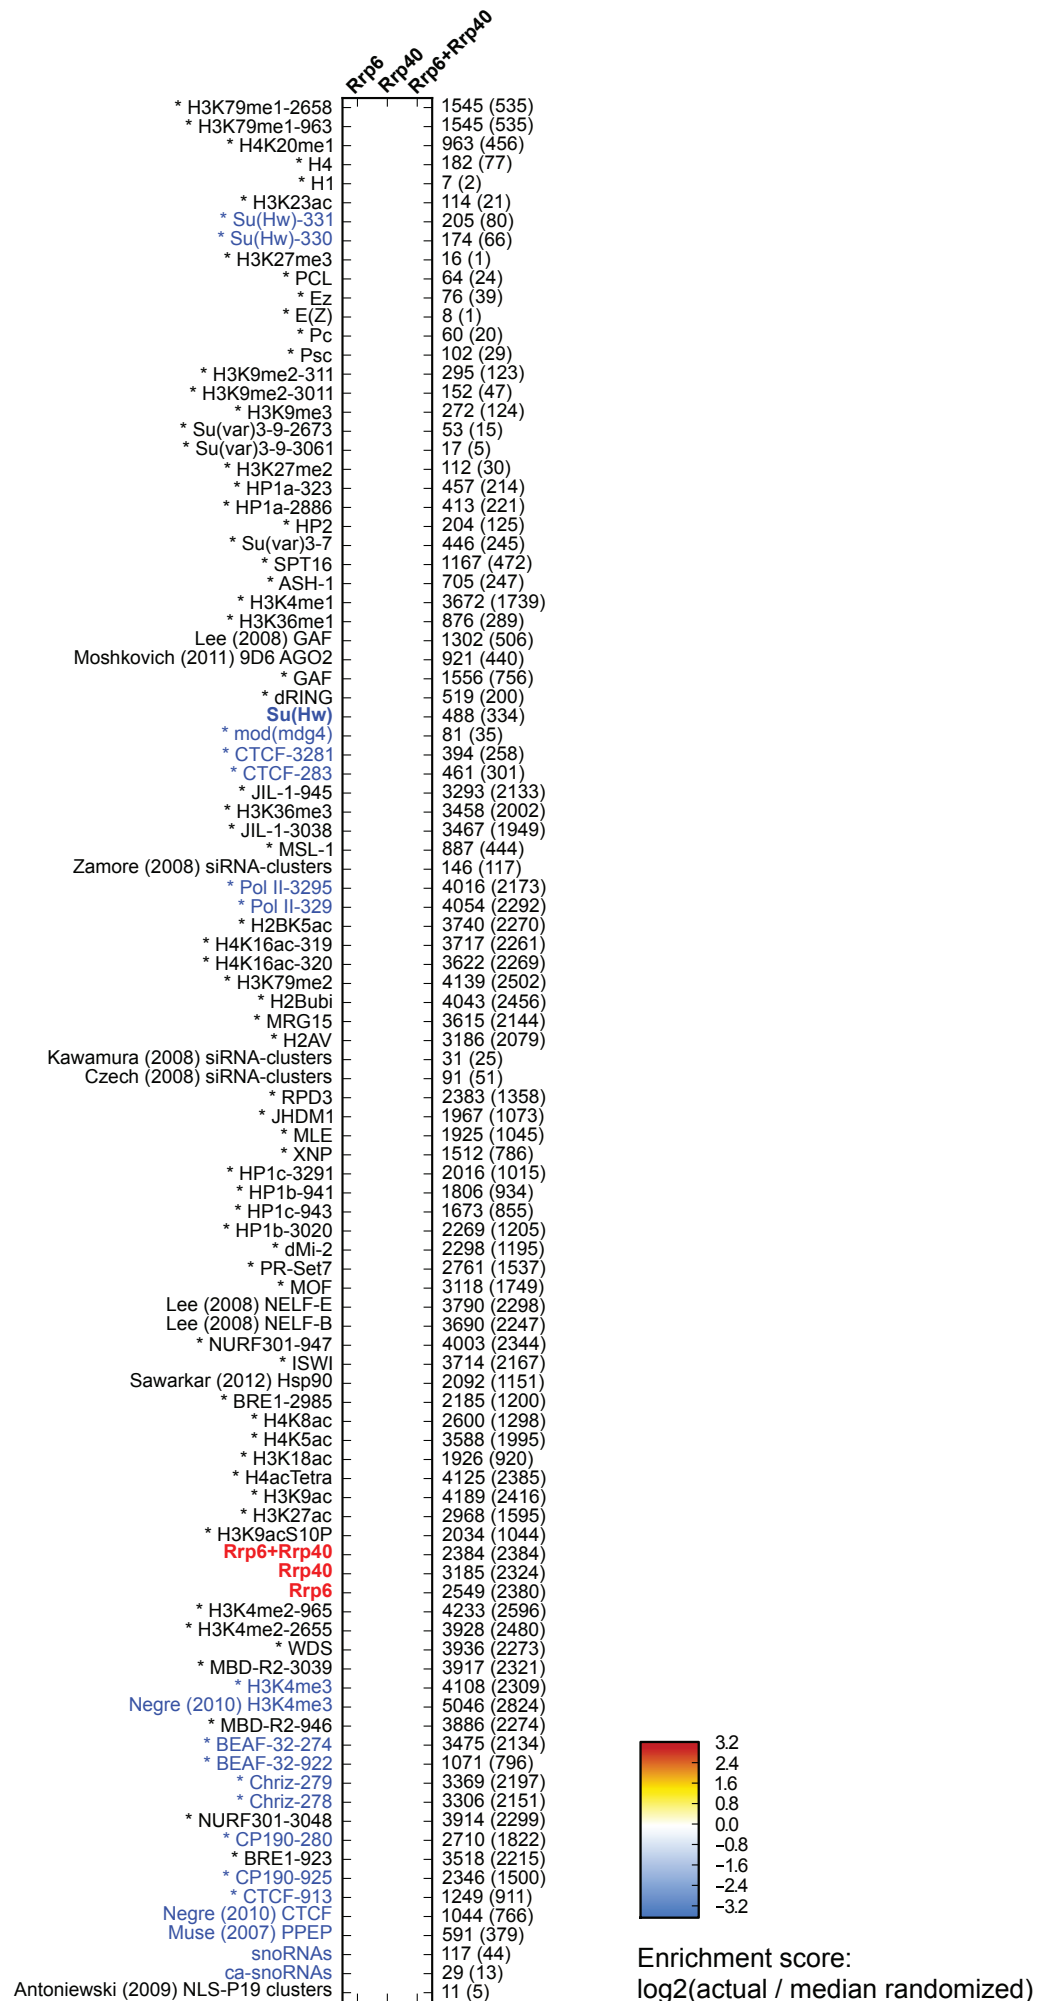 Rrp6 Rrp40 Rrp6+Rrp40
* H3K79me1-2658 1545 (535)
* H3K79me1-963 1545 (535)
* H4K20me1 963 (456)
* H4 182 (77)
* H1 7 (2)
* H3K23ac 114 (21)
* Su(Hw)-331 205 (80)
* Su(Hw)-330 174 (66)
* H3K27me3 16 (1)
* PCL 64 (24)
* Ez 76 (39)
* E(Z) 8 (1)
* Pc 60 (20)
* Psc 102 (29)
* H3K9me2-311 295 (123)
* H3K9me2-3011 152 (47)
* H3K9me3 272 (124)
* Su(var)3-9-2673 53 (15)
* Su(var)3-9-3061 17 (5)
* H3K27me2 112 (30)
* HP1a-323 457 (214)
* HP1a-2886 413 (221)
* HP2 204 (125)
* Su(var)3-7 446 (245)
* SPT16 1167 (472)
* ASH-1 705 (247)
* H3K4me1 3672 (1739)
* H3K36me1 876 (289)
Lee (2008) GAF 1302 (506)
Moshkovich (2011) 9D6 AGO2 921 (440)
* GAF 1556 (756)
* dRING 519 (200)
Su(Hw) 488 (334)
* mod(mdg4) 81 (35)
* CTCF-3281 394 (258)
* CTCF-283 461 (301)
* JIL-1-945 3293 (2133)
* H3K36me3 3458 (2002)
* JIL-1-3038 3467 (1949)
* MSL-1 887 (444)
Zamore (2008) siRNA-clusters 146 (117)
* Pol II-3295 4016 (2173)
* Pol II-329 4054 (2292)
* H2BK5ac 3740 (2270)
* H4K16ac-319 3717 (2261)
* H4K16ac-320 3622 (2269)
* H3K79me2 4139 (2502)
* H2Bubi 4043 (2456)
* MRG15 3615 (2144)
* H2AV 3186 (2079)
Kawamura (2008) siRNA-clusters 31 (25)
Czech (2008) siRNA-clusters 91 (51)
* RPD3 2383 (1358)
* JHDM1 1967 (1073)
* MLE 1925 (1045)
* XNP 1512 (786)
* HP1c-3291 2016 (1015)
* HP1b-941 1806 (934)
* HP1c-943 1673 (855)
* HP1b-3020 2269 (1205)
* dMi-2 2298 (1195)
* PR-Set7 2761 (1537)
* MOF 3118 (1749)
Lee (2008) NELF-E 3790 (2298)
Lee (2008) NELF-B 3690 (2247)
* NURF301-947 4003 (2344)
* ISWI 3714 (2167)
Sawarkar (2012) Hsp90 2092 (1151)
* BRE1-2985 2185 (1200)
* H4K8ac 2600 (1298)
* H4K5ac 3588 (1995)
* H3K18ac 1926 (920)
* H4acTetra 4125 (2385)
* H3K9ac 4189 (2416)
* H3K27ac 2968 (1595)
* H3K9acS10P 2034 (1044)
Rrp6+Rrp40 2384 (2384)
Rrp40 3185 (2324)
Rrp6 2549 (2380)
* H3K4me2-965 4233 (2596)
* H3K4me2-2655 3928 (2480)
* WDS 3936 (2273)
* MBD-R2-3039 3917 (2321)
* H3K4me3 4108 (2309)
Negre (2010) H3K4me3 5046 (2824)
* MBD-R2-946 3886 (2274)
* BEAF-32-274 3475 (2134)
* BEAF-32-922 1071 (796)
* Chriz-279 3369 (2197)
* Chriz-278 3306 (2151)
* NURF301-3048 3914 (2299)
* CP190-280 2710 (1822)
* BRE1-923 3518 (2215)
* CP190-925 2346 (1500)
* CTCF-913 1249 (911)
Negre (2010) CTCF 1044 (766)
Muse (2007) PPEP 591 (379)
snoRNAs 117 (44)
ca-snoRNAs 29 (13)
Antoniewski (2009) NLS-P19 clusters 11 (5)
3.2
2.4
1.6
0.8
0.0
−0.8
−1.6
−2.4
−3.2
Enrichment score:
log2(actual / median randomized)